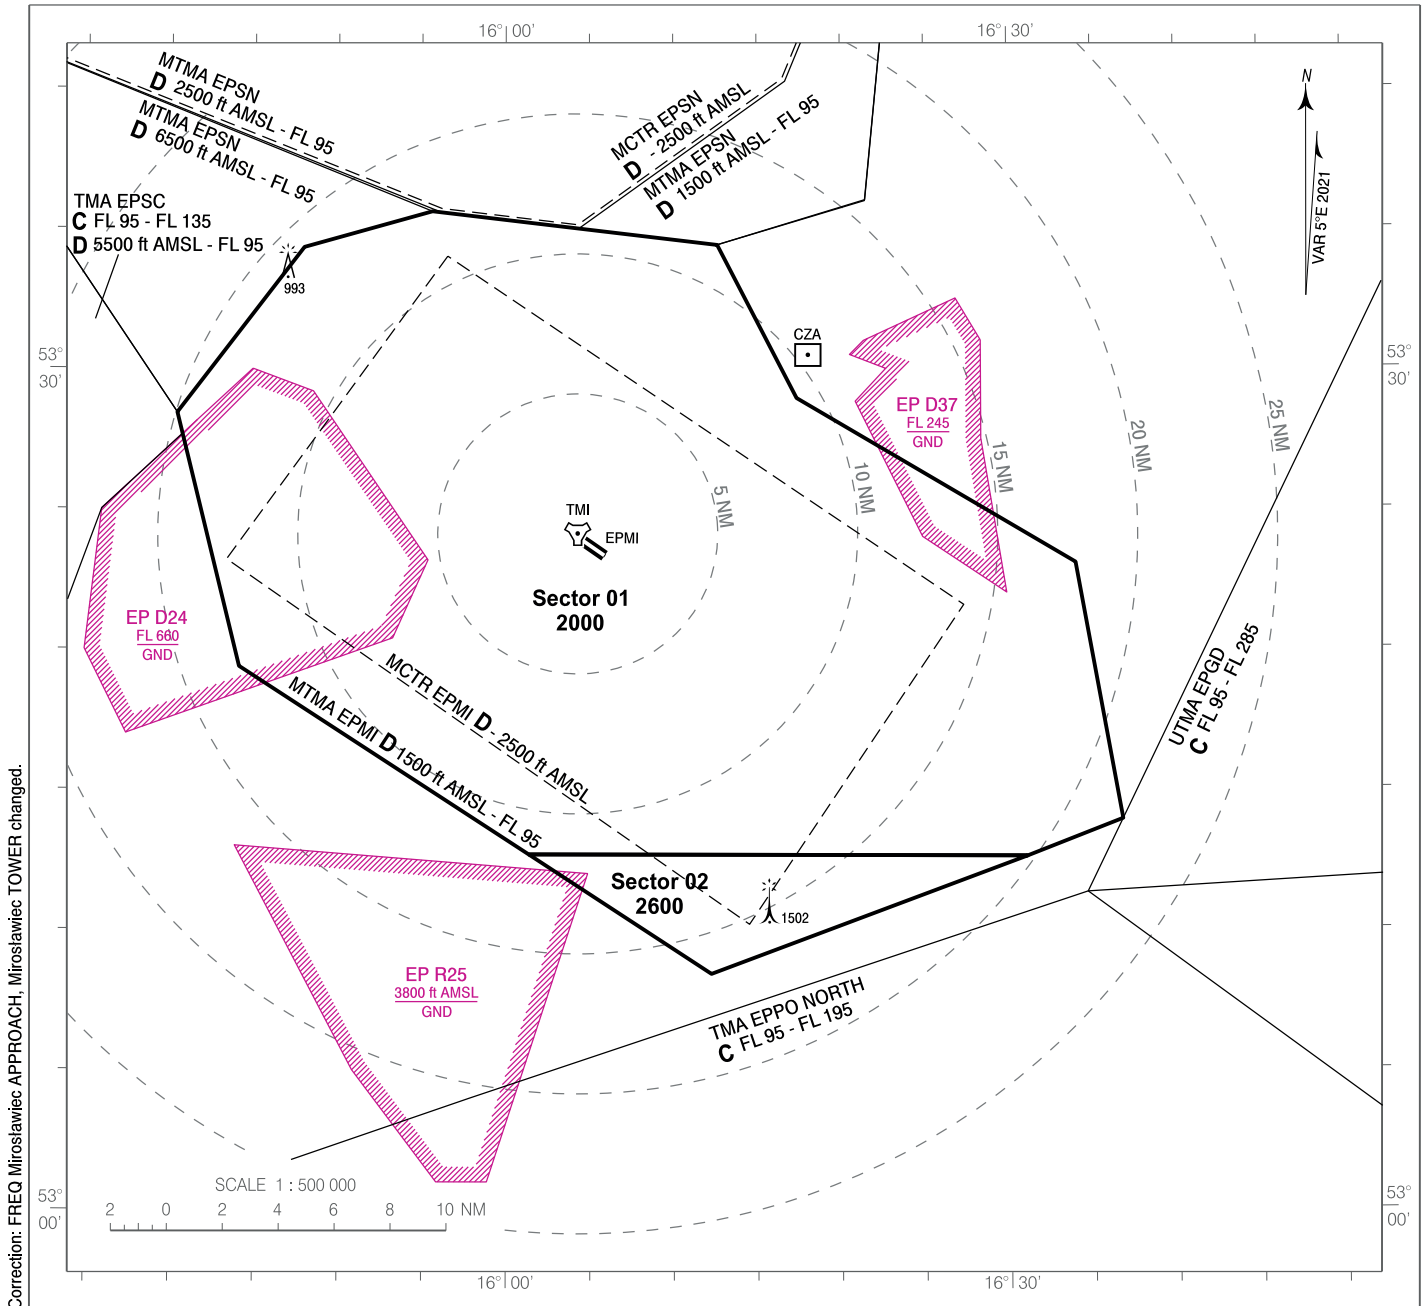 16° 00'
16° 30'
MTMA EPSN
D 2500 ft AMSL - FL 95
MTMA EPSN
D 6500 ft AMSL - FL 95
MCTR EPSN
D - 2500 ft AMSL
MTMA EPSN
D 1500 ft AMSL - FL 95
N
VAR 5°E 2021
TMA EPSC
C FL 95 - FL 135
D 5500 ft AMSL - FL 95
993
CZA
53°
30'
53°
30'
EP D37
FL 245
GND
5 NM
10 NM
15 NM
20 NM
25 NM
TMI
EPMI
Sector 01
2000
EP D24
FL 660
GND
MCTR EPMI D - 2500 ft AMSL
MTMA EPMI D 1500 ft AMSL - FL 95
UTMA EPGD
C FL 95 - FL 285
Sector 02
2600
1502
EP R25
3800 ft AMSL
GND
TMA EPPO NORTH
C FL 95 - FL 195
SCALE 1 : 500 000
2 0 2 4 6 8 10 NM
53°
00'
53°
00'
16° 00'
16° 30'
Correction: FREQ Mirosławiec APPROACH, Mirosławiec TOWER changed.